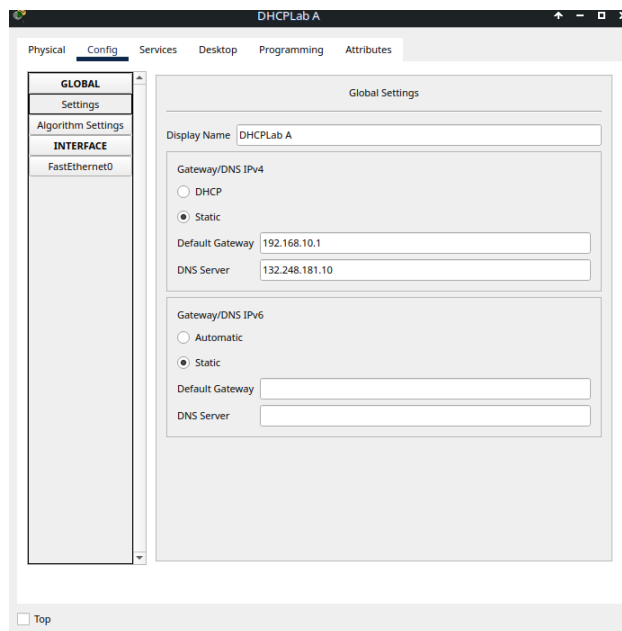 DHCPLab A
Physical Config Services Desktop Programming Attributes
GLOBAL
Settings
Algorithm Settings
INTERFACE
FastEthernet0
Global Settings
Display Name DHCPLab A
Gateway/DNS IPv4
DHCP
Static
Default Gateway 192.168.10.1
DNS Server 132.248.181.10
Gateway/DNS IPv6
Automatic
Static
Default Gateway
DNS Server
Top